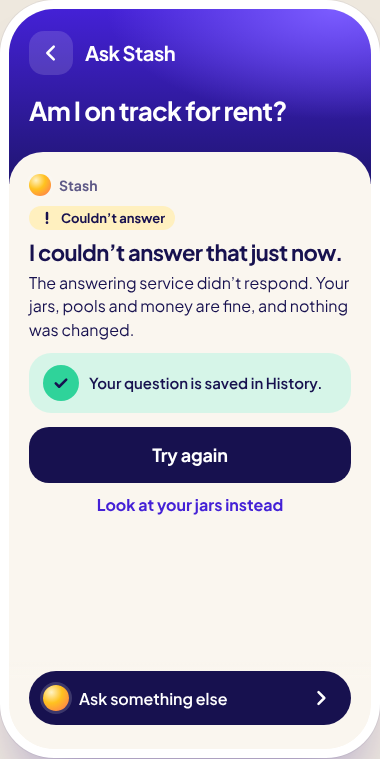 Ask Stash
Am I on track for rent?
Stash
! Couldn’t answer
I couldn’t answer that just now.
The answering service didn’t respond. Your
jars, pools and money are fine, and nothing
was changed.
Your question is saved in History.
Try again
Look at your jars instead
Ask something else